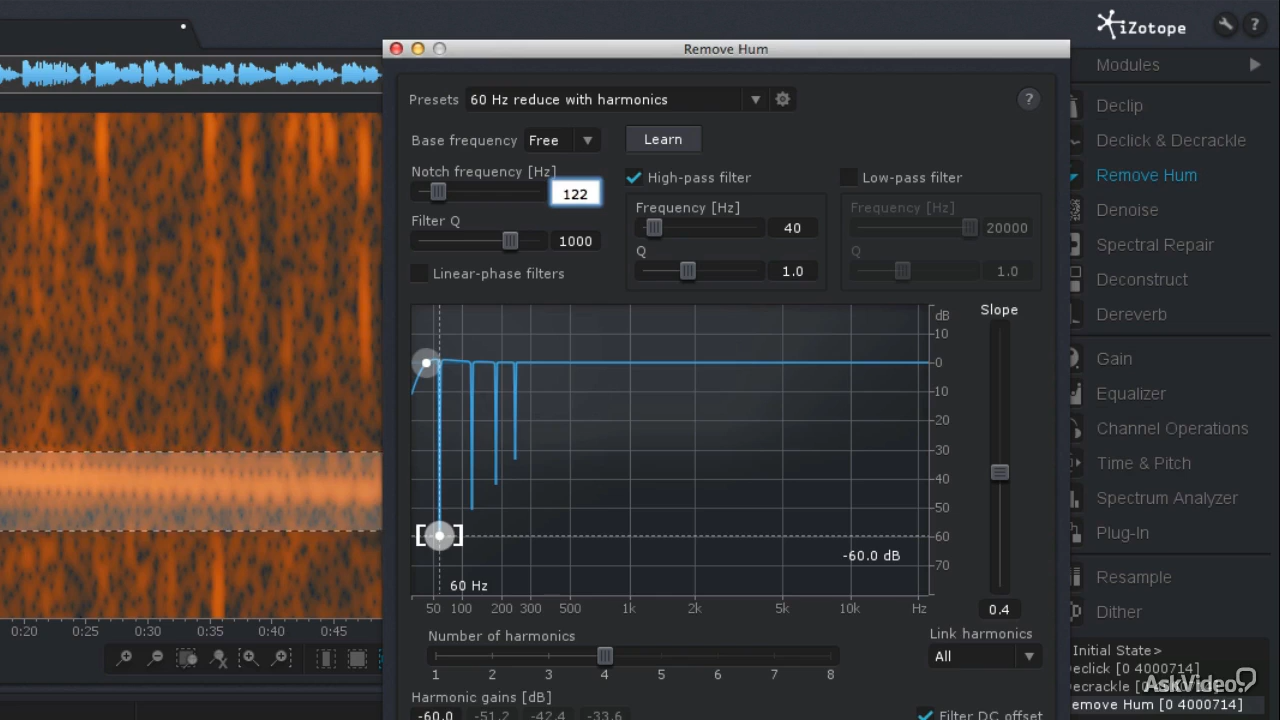 iZotope
?
Remove Hum
Modules
Presets 60 Hz reduce with harmonics
?
Declip
Base frequency Free
Learn
Declick & Decrackle
Notch frequency [Hz]
122
High-pass filter
Low-pass filter
Remove Hum
Frequency [Hz]
40
Frequency [Hz]
20000
Denoise
Filter Q
1000
Q
1.0
Q
1.0
Spectral Repair
Linear-phase filters
Deconstruct
Slope
Dereverb
dB
10
0
10
20
30
40
50
60
70
Gain
Equalizer
Channel Operations
Time & Pitch
Spectrum Analyzer
Plug-In
-60.0 dB
60 Hz
50 100 200 300 500 1k 2k 5k 10k Hz
0.4
Resample
Dither
0:20 0:25 0:30 0:35 0:40 0:45
Number of harmonics
1 2 3 4 5 6 7 8
Link harmonics
All
Initial State>
eclick [0 4000714]
ecrackle [0 4000714]
emove Hum [0 4000714]
AskVideo
Harmonic gains [dB]
-60.0 -51.2 -42.4 -33.6
Filter DC offset